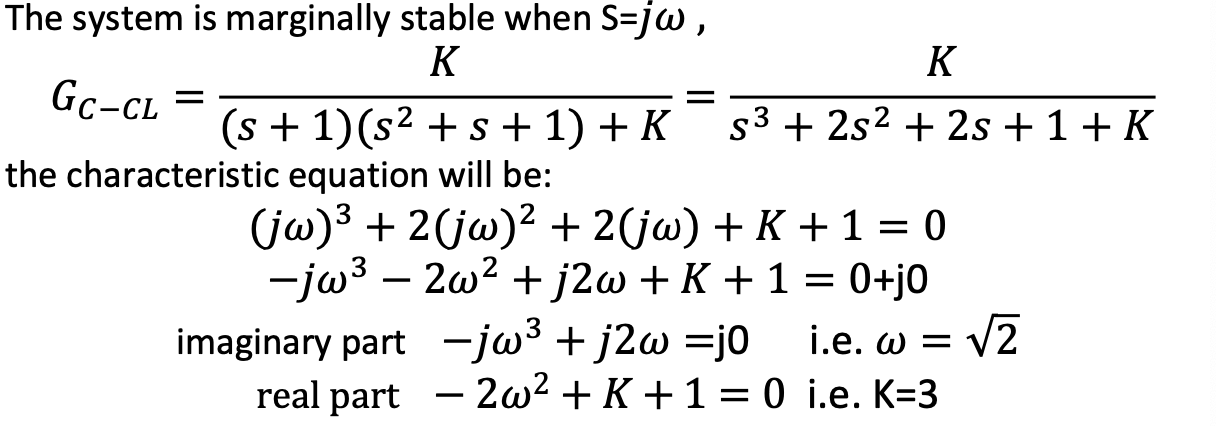 The system is marginally stable when S=jω ,
G_{C−CL} = K / ((s + 1)(s² + s + 1) + K) = K / (s³ + 2s² + 2s + 1 + K)
the characteristic equation will be:
(jω)³ + 2(jω)² + 2(jω) + K + 1 = 0
−jω³ − 2ω² + j2ω + K + 1 = 0+j0
imaginary part −jω³ + j2ω =j0 i.e. ω = √2
real part − 2ω² + K + 1 = 0 i.e. K=3